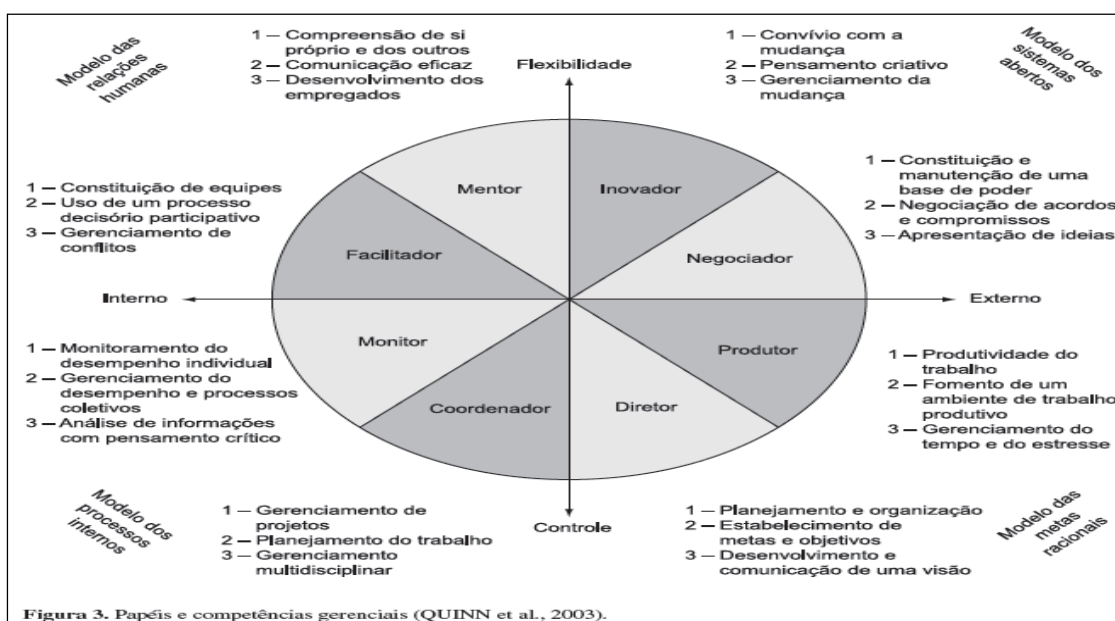 Modelo das
relações
humanas
1 – Compreensão de si
próprio e dos outros
2 – Comunicação eficaz
3 – Desenvolvimento dos
empregados
Flexibilidade
1 – Convívio com a
mudança
2 – Pensamento criativo
3 – Gerenciamento da
mudança
Modelo dos
sistemas
abertos
1 – Constituição de equipes
2 – Uso de um processo
decisório participativo
3 – Gerenciamento de
conflitos
Mentor
Inovador
Facilitador
Negociador
1 – Constituição e
manutenção de uma
base de poder
2 – Negociação de acordos
e compromissos
3 – Apresentação de ideias
Interno
Externo
1 – Monitoramento do
desempenho individual
2 – Gerenciamento do
desempenho e processos
coletivos
3 – Análise de informações
com pensamento crítico
Monitor
Coordenador
Diretor
Produtor
1 – Produtividade do
trabalho
2 – Fomento de um
ambiente de trabalho
produtivo
3 – Gerenciamento do
tempo e do estresse
Modelo dos
processos
internos
1 – Gerenciamento de
projetos
2 – Planejamento do trabalho
3 – Gerenciamento
multidisciplinar
Controle
1 – Planejamento e organização
2 – Estabelecimento de
metas e objetivos
3 – Desenvolvimento e
comunicação de uma visão
Modelo das
metas
racionais
Figura 3. Papéis e competências gerenciais (QUINN et al., 2003).